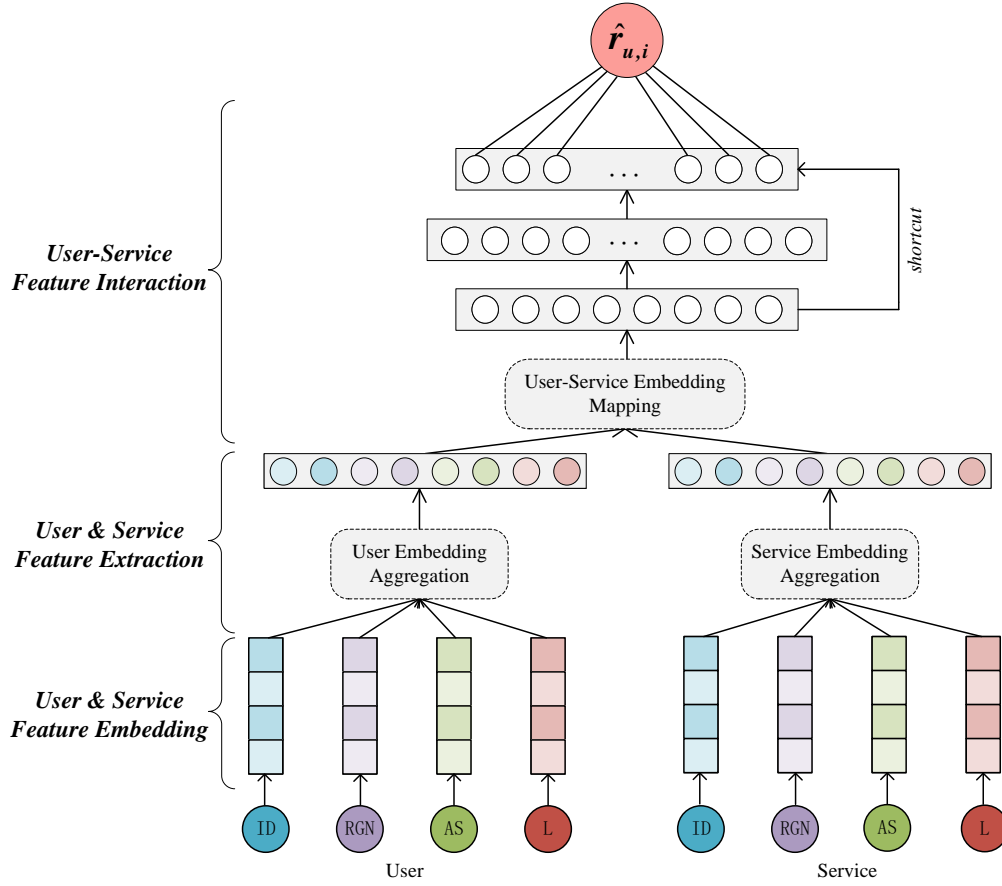 r̂u,i
. . .
shortcut
. . .
User-Service
Feature Interaction
User-Service Embedding
Mapping
User & Service
Feature Extraction
User Embedding
Aggregation
Service Embedding
Aggregation
User & Service
Feature Embedding
ID RGN AS L ID RGN AS L
User Service